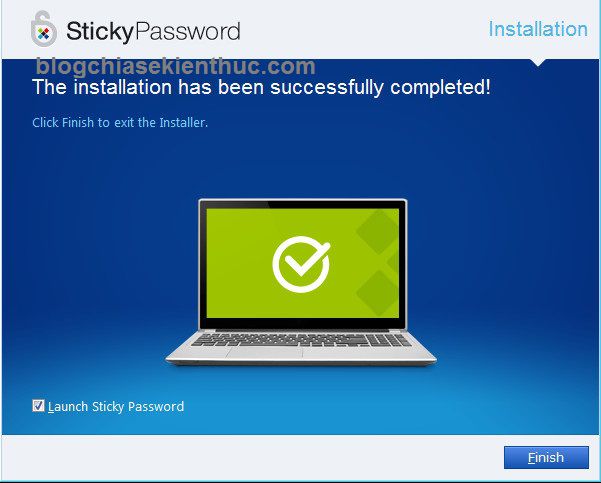 StickyPassword
Installation
blogchiasekienthuc.com
The installation has been successfully completed!
Click Finish to exit the Installer.
Launch Sticky Password
Finish